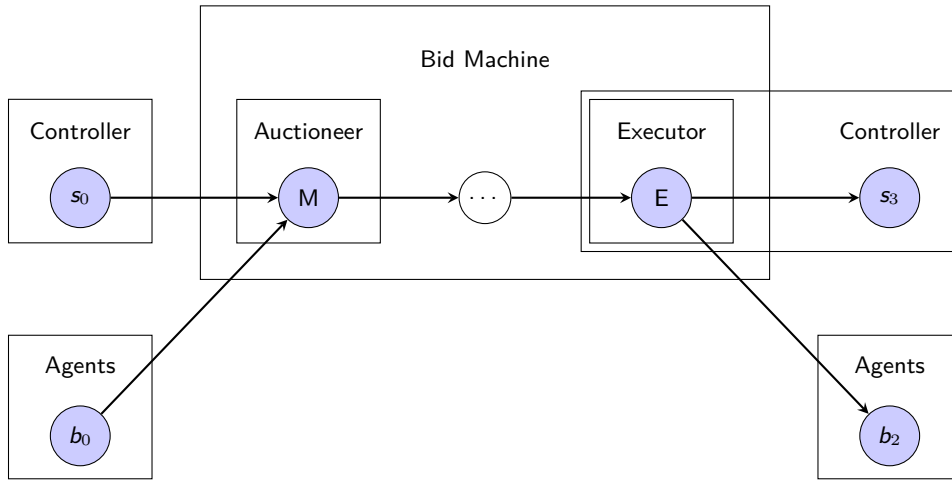 Bid Machine
Controller
Auctioneer
Executor
Controller
s₀
M
...
E
s₃
Agents
Agents
b₀
b₂